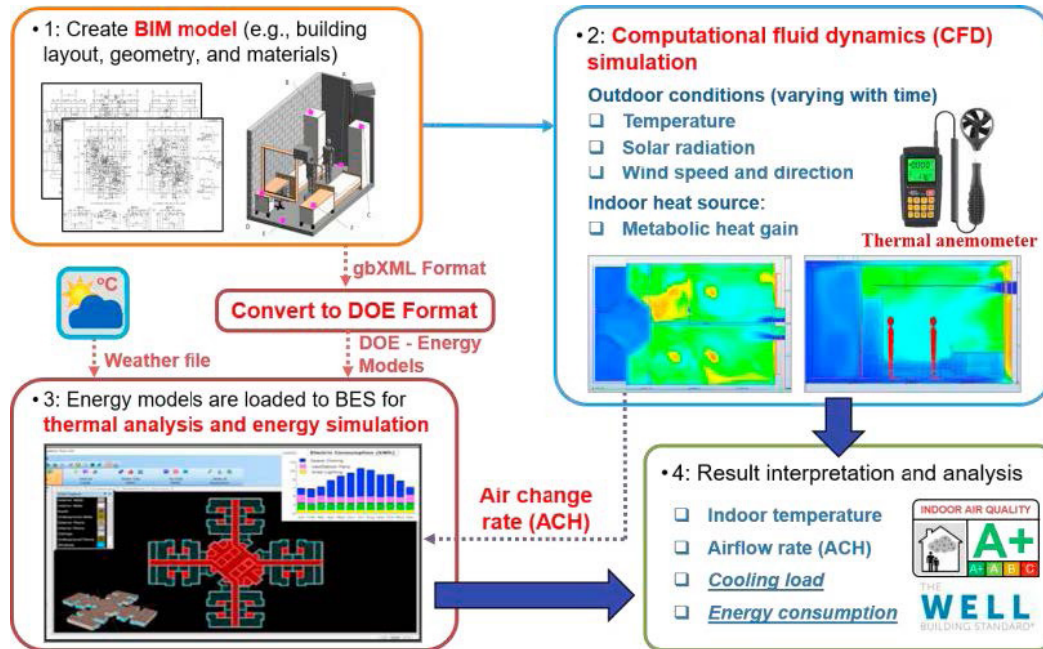 • 1: Create BIM model (e.g., building
layout, geometry, and materials)
• 2: Computational fluid dynamics (CFD)
simulation
Outdoor conditions (varying with time)
Temperature
Solar radiation
Wind speed and direction
Indoor heat source:
Metabolic heat gain
Thermal anemometer
gbXML Format
Convert to DOE Format
°C
Weather file
DOE - Energy
Models
• 3: Energy models are loaded to BES for
thermal analysis and energy simulation
Electric Consumption (kWh)
Air change
rate (ACH)
• 4: Result interpretation and analysis
Indoor temperature
Airflow rate (ACH)
Cooling load
Energy consumption
INDOOR AIR QUALITY
A+
A+ A B C
THE
WELL
BUILDING STANDARD